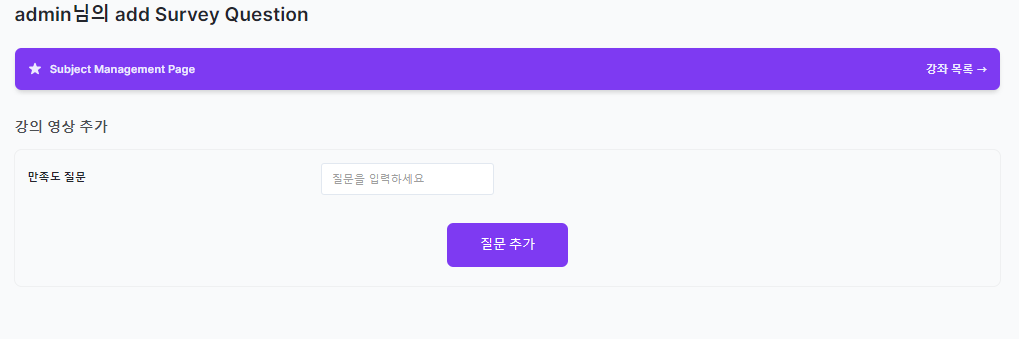 admin님의 add Survey Question
★ Subject Management Page
강좌 목록 →
강의 영상 추가
만족도 질문
질문을 입력하세요
질문 추가